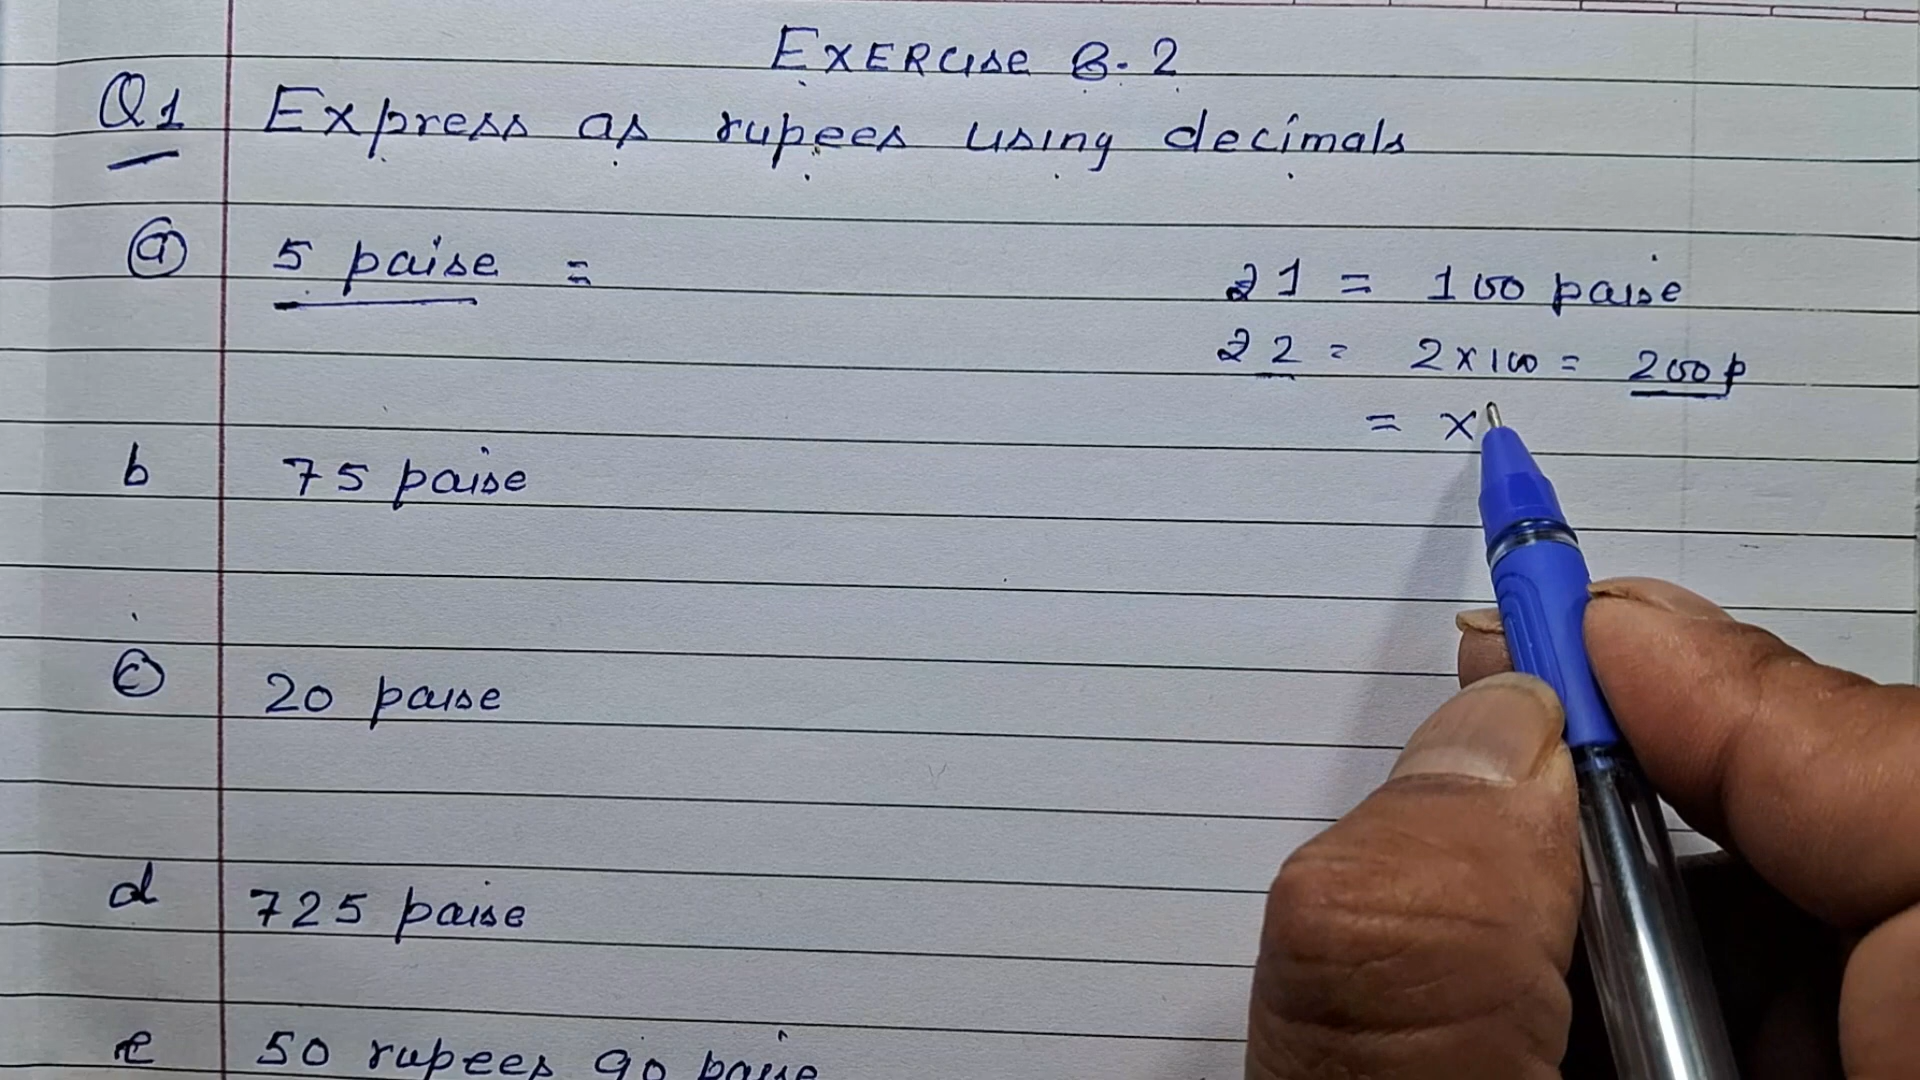 EXERCISE 8.2
Q1 Express as rupees using decimals
a 5 paise =
₹1 = 100 paise
₹2 = 2 x 100 = 200p
= x
b 75 paise
c 20 paise
d 725 paise
e 50 rupees 90 paise